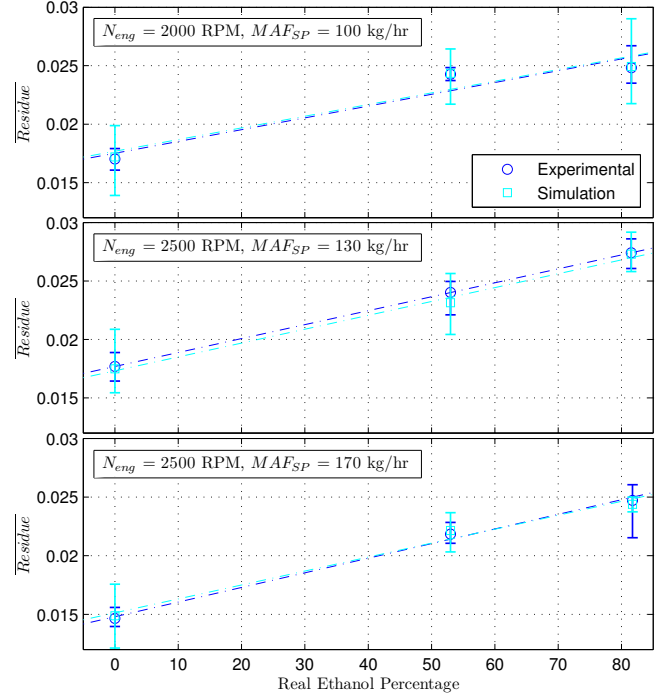 0.03
N_eng = 2000 RPM, MAF_SP = 100 kg/hr
0.025
0.02
0.015
Residue
Experimental
Simulation
0.03
N_eng = 2500 RPM, MAF_SP = 130 kg/hr
0.025
0.02
0.015
Residue
0.03
N_eng = 2500 RPM, MAF_SP = 170 kg/hr
0.025
0.02
0.015
Residue
0 10 20 30 40 50 60 70 80
Real Ethanol Percentage